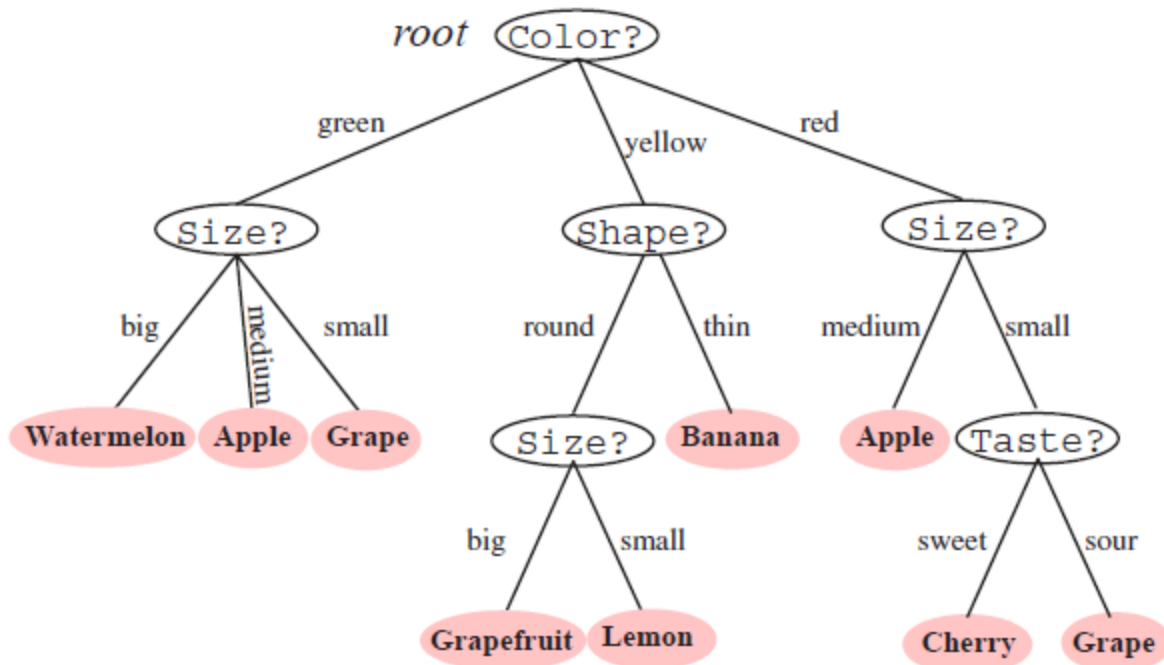 root Color?
green yellow red
Size? Shape? Size?
big medium small round thin medium small
Watermelon Apple Grape Size? Banana Apple Taste?
big small sweet sour
Grapefruit Lemon Cherry Grape